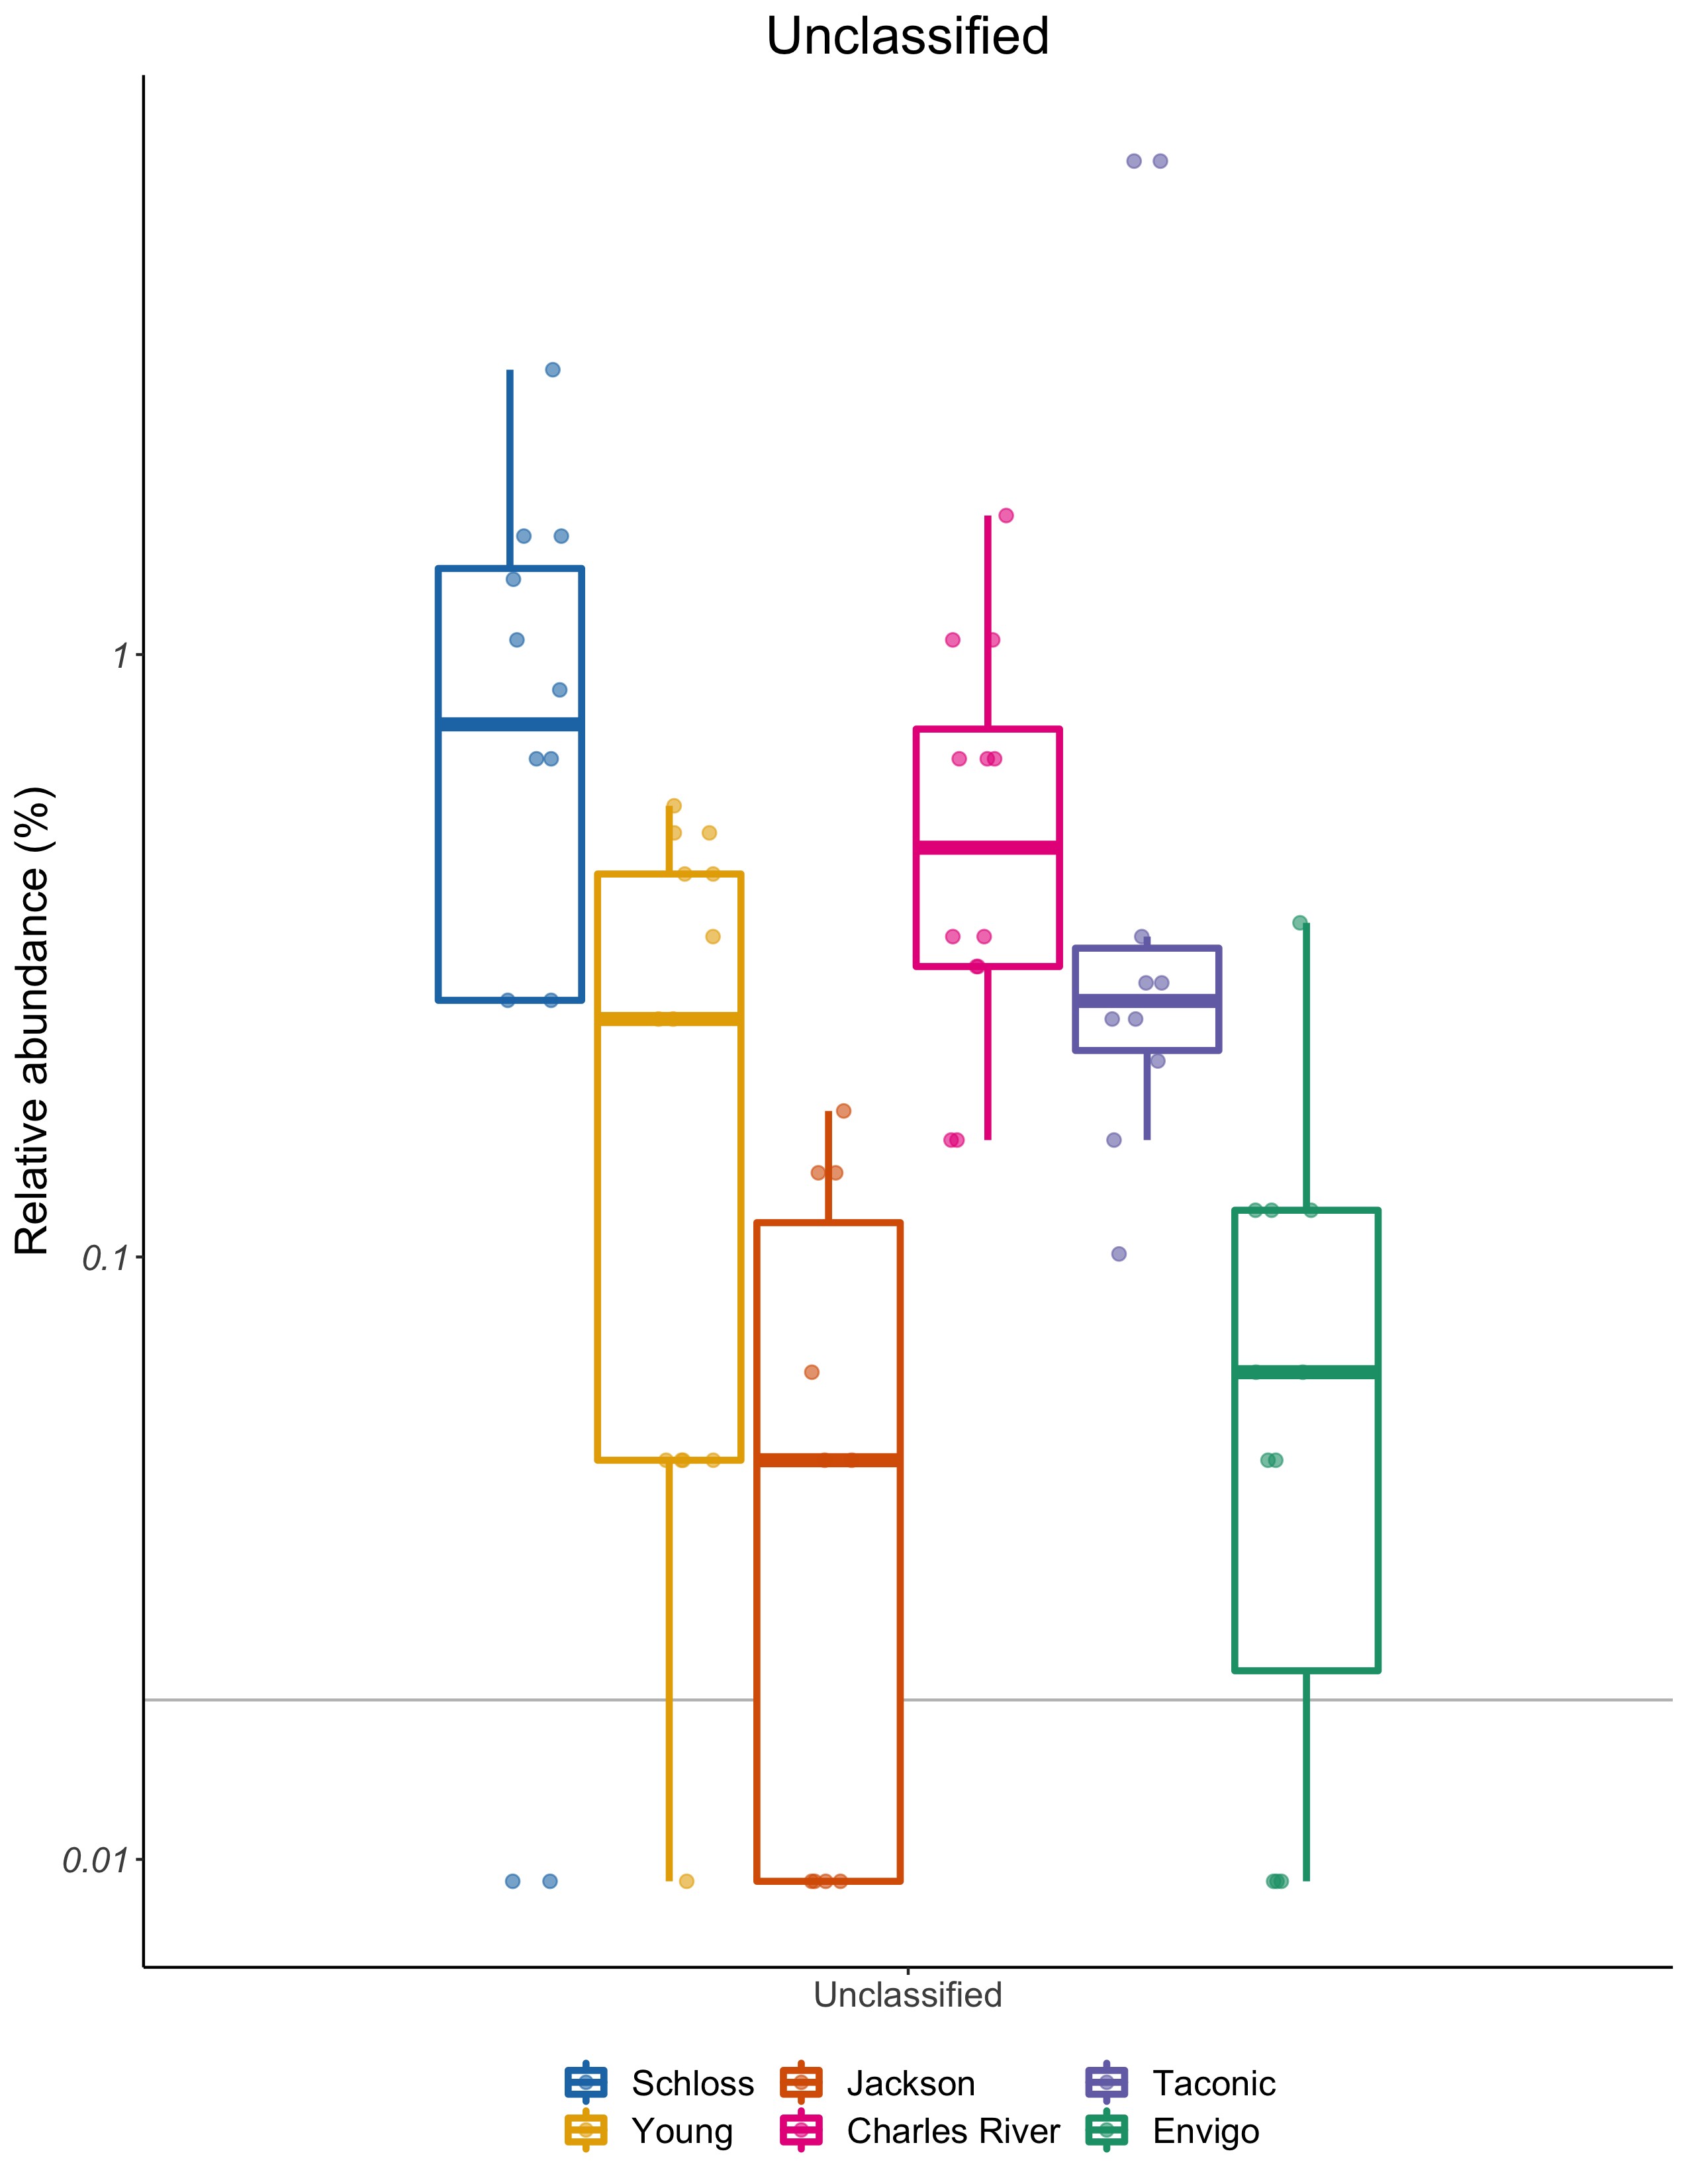 Unclassified
Relative abundance (%)
1
0.1
0.01
Unclassified
Schloss
Jackson
Taconic
Young
Charles River
Envigo